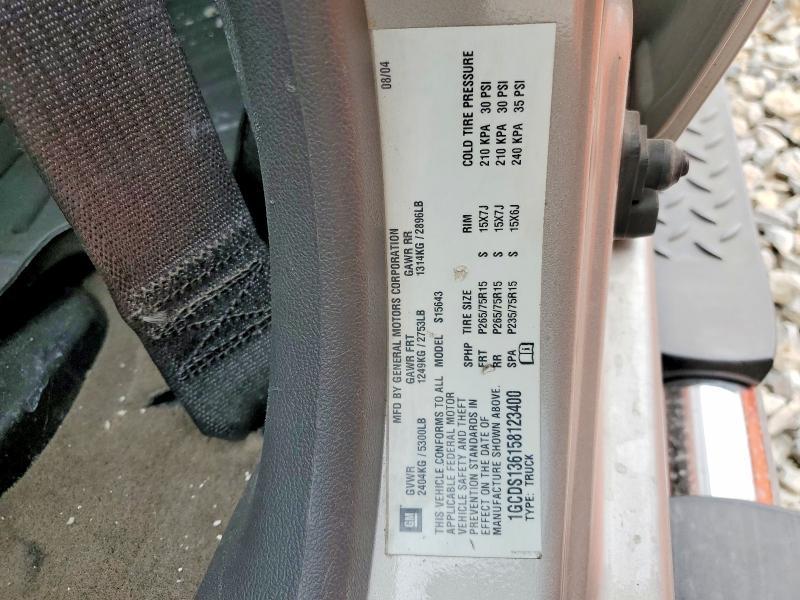 MFD BY GENERAL MOTORS CORPORATION 08/04
GM
GVWR GAWR FRT GAWR RR
2404KG / 5300LB 1249KG / 2753LB 1314KG / 2896LB
THIS VEHICLE CONFORMS TO ALL MODEL S15643
APPLICABLE FEDERAL MOTOR
VEHICLE SAFETY AND THEFT
PREVENTION STANDARDS IN
EFFECT ON THE DATE OF
MANUFACTURE SHOWN ABOVE.
SPHP TIRE SIZE RIM COLD TIRE PRESSURE
FRT P265/75R15 S 15X7J 210 KPA 30 PSI
RR P265/75R15 S 15X7J 210 KPA 30 PSI
SPA P235/75R15 S 15X6J 240 KPA 35 PSI
1GCDS136158123400
TYPE: TRUCK